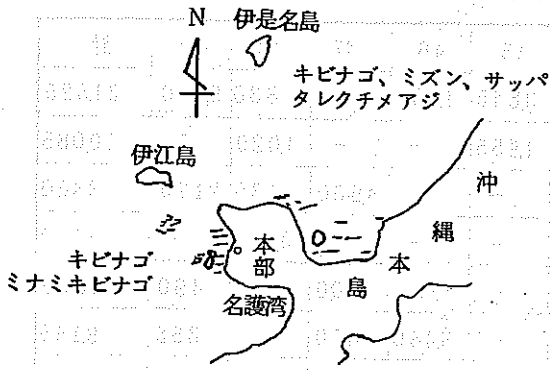 N
伊是名島
キビナゴ、ミズン、サッパ
タレクチメアジ
伊江島
沖縄本島
本部
キビナゴ
ミナミキビナゴ
名護湾